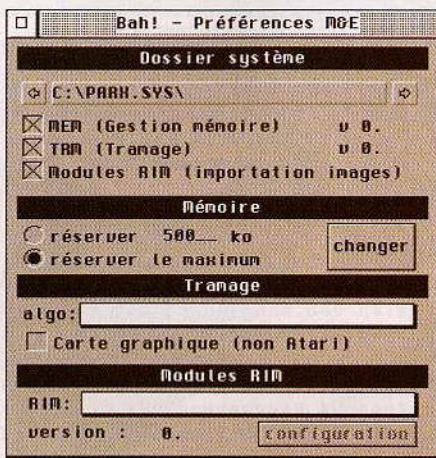 Bah! - Préférences M&E
Dossier système
C:\PARX.SYS\
MEM (Gestion mémoire) v 0.
TRM (Tramage) v 0.
Modules RIM (importation images)
Mémoire
réserver 500__ ko
réserver le maximum
changer
Tramage
algo:
Carte graphique (non Atari)
Modules RIM
RIM:
version : 0.
configuration